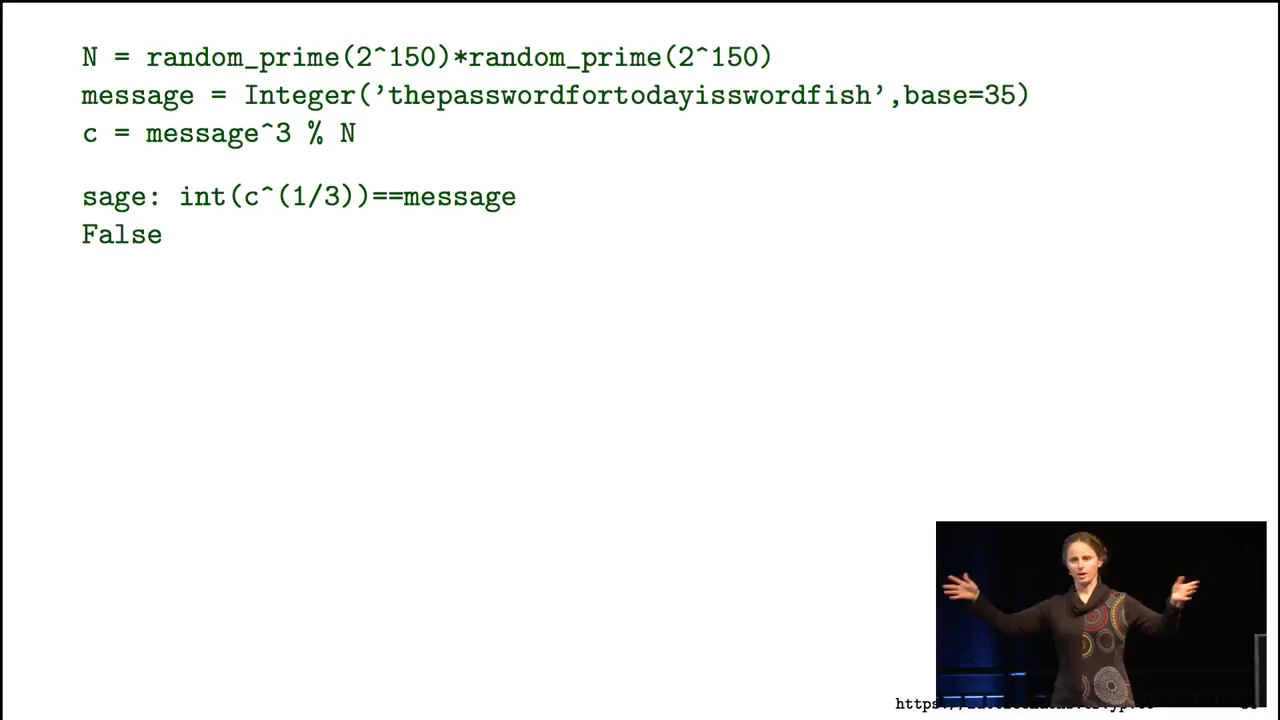 N = random_prime(2^150)*random_prime(2^150)
message = Integer('thepasswordfortodayisswordfish',base=35)
c = message^3 % N
sage: int(c^(1/3))==message
False